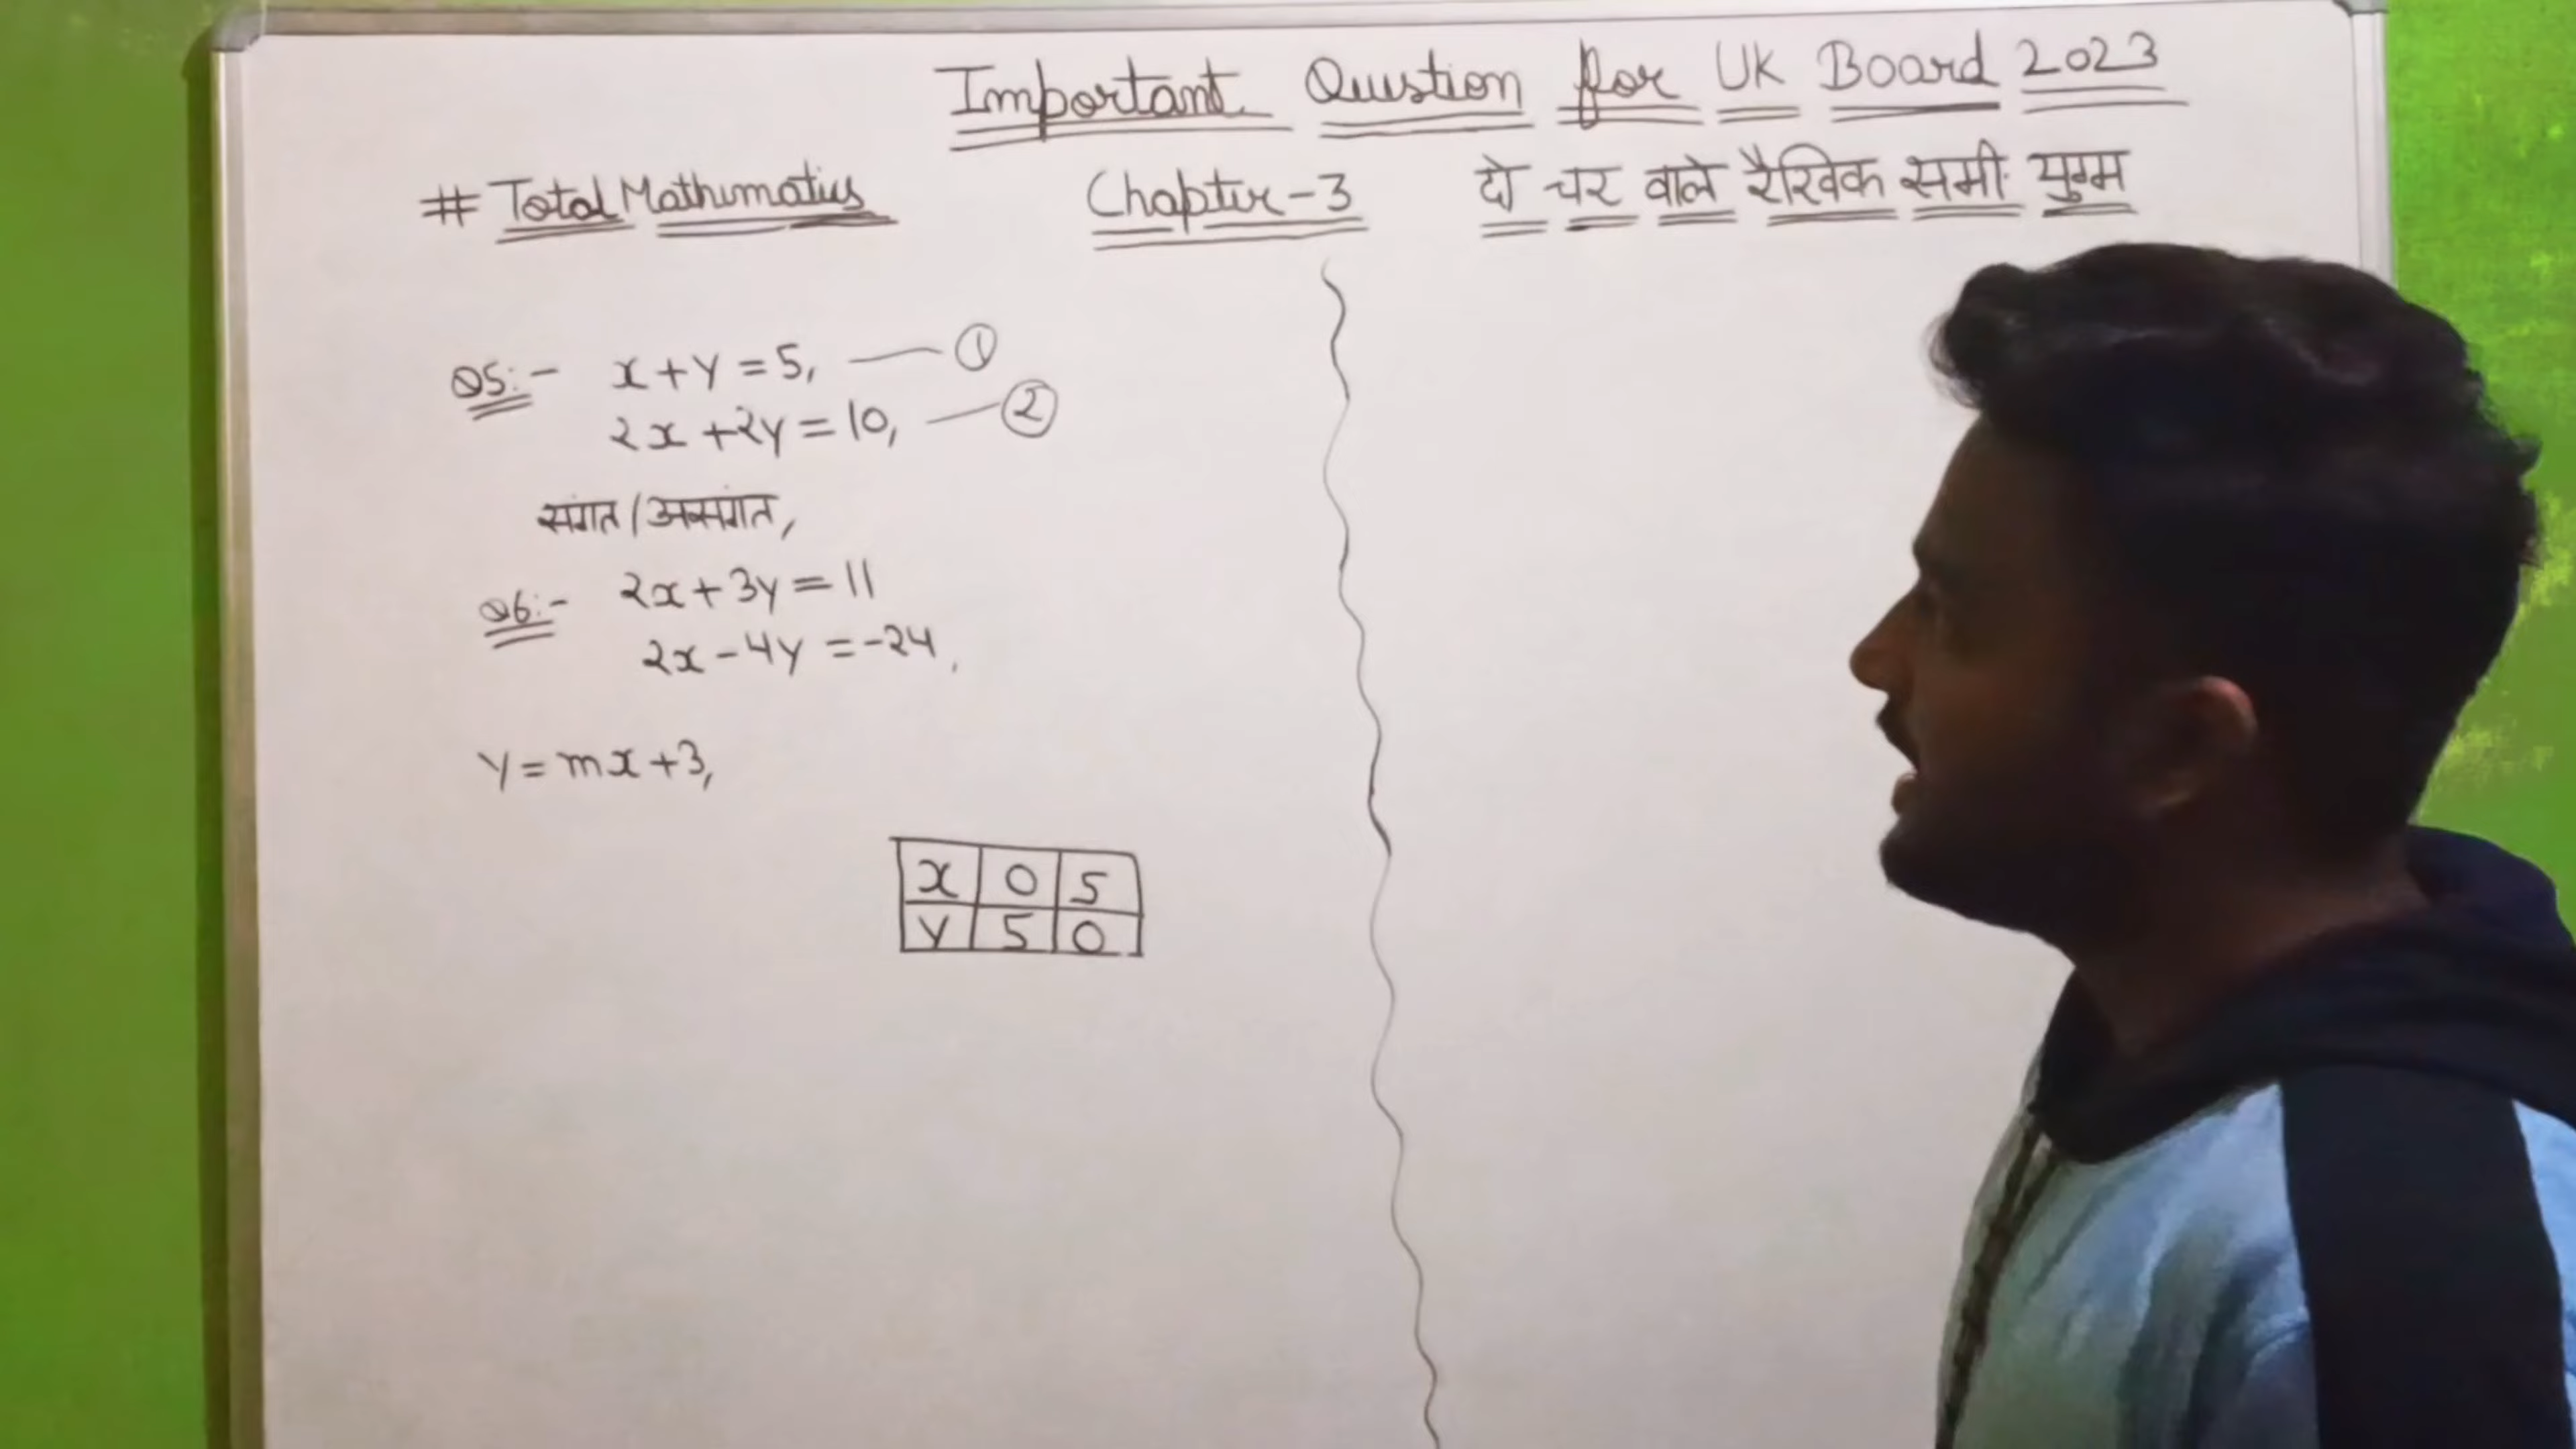 Important Question for UK Board 2023
# Total Mathematics Chapter-3 दो चर वाले रैखिक समी. युग्म
Q5:- x+y=5, — ①
2x+2y=10, — ②
संगत/असंगत,
Q6:- 2x+3y=11
2x-4y=-24,
y=mx+3,
x 0 5
y 5 0